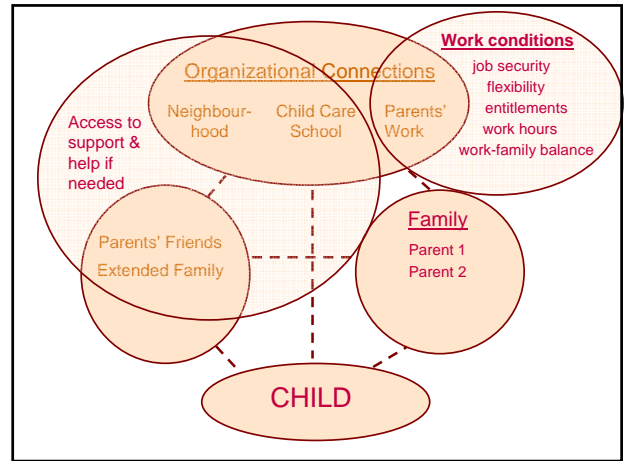 Work conditions
job security
flexibility
entitlements
work hours
work-family balance
Organizational Connections
Neighbour-
hood
Child Care
School
Parents'
Work
Access to
support &
help if
needed
Parents' Friends
Extended Family
Family
Parent 1
Parent 2
CHILD